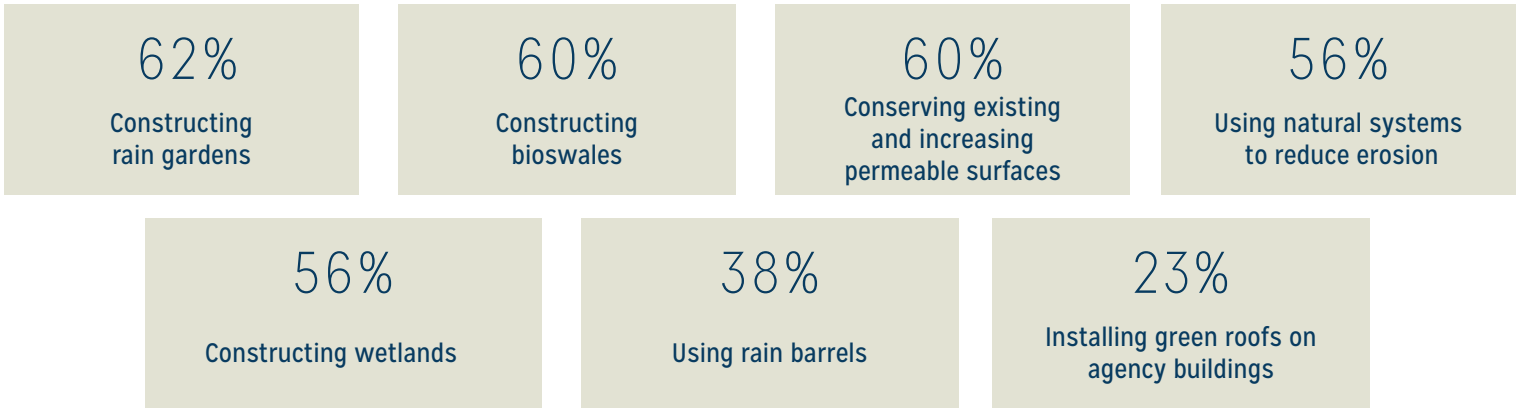 62%
Constructing
rain gardens
60%
Constructing
bioswales
60%
Conserving existing
and increasing
permeable surfaces
56%
Using natural systems
to reduce erosion
56%
Constructing wetlands
38%
Using rain barrels
23%
Installing green roofs on
agency buildings